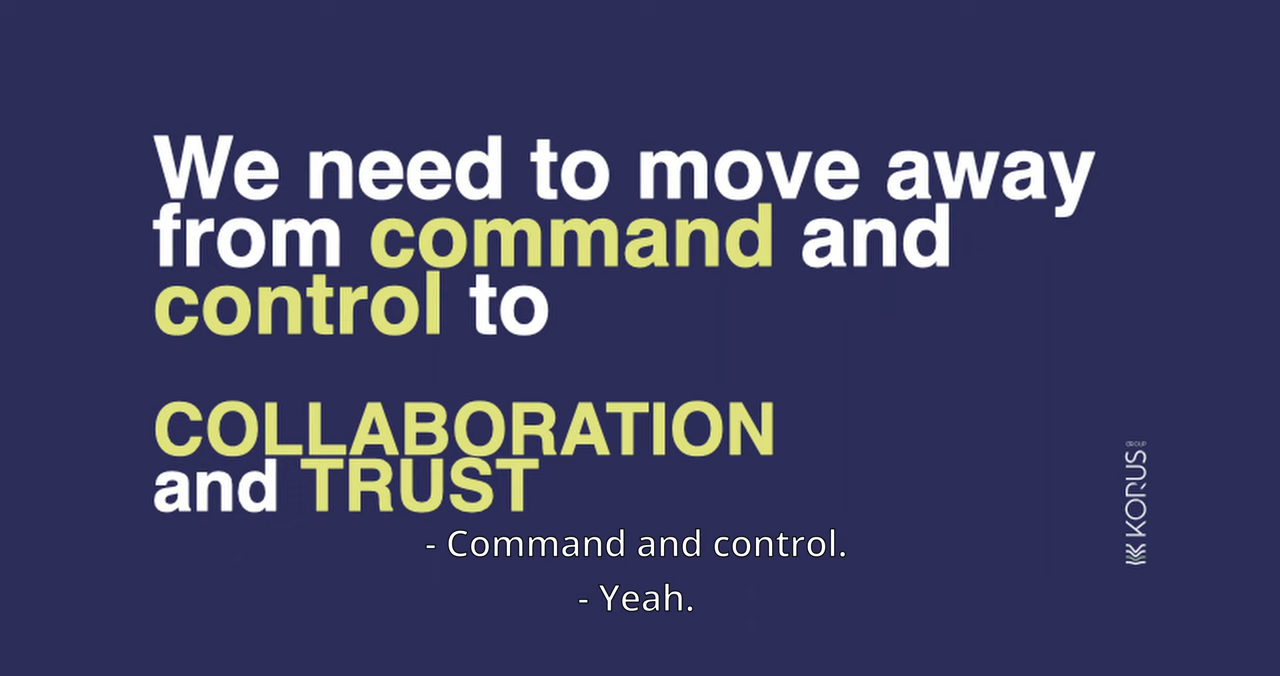 We need to move away
from command and
control to
COLLABORATION
and TRUST
KORUS GROUP
- Command and control.
- Yeah.